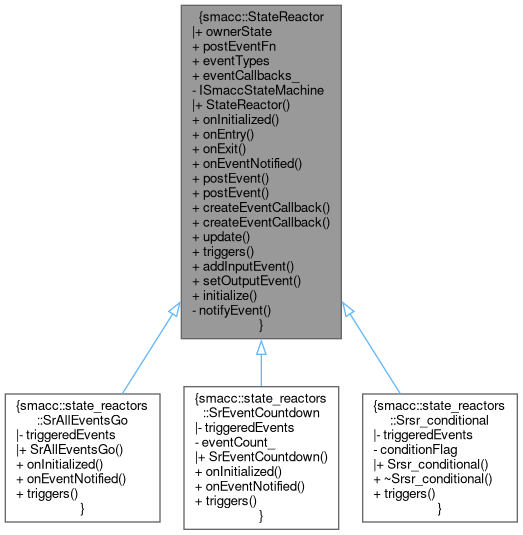 {smacc::StateReactor
|+ ownerState
+ postEventFn
+ eventTypes
+ eventCallbacks_
- ISmaccStateMachine
|+ StateReactor()
+ onInitialized()
+ onEntry()
+ onExit()
+ onEventNotified()
+ postEvent()
+ postEvent()
+ createEventCallback()
+ createEventCallback()
+ update()
+ triggers()
+ addInputEvent()
+ setOutputEvent()
+ initialize()
- notifyEvent()
}
{smacc::state_reactors
::SrAllEventsGo
|- triggeredEvents
|+ SrAllEventsGo()
+ onInitialized()
+ onEventNotified()
+ triggers()
}
{smacc::state_reactors
::SrEventCountdown
|- triggeredEvents
- eventCount_
|+ SrEventCountdown()
+ onInitialized()
+ onEventNotified()
+ triggers()
}
{smacc::state_reactors
::Srsr_conditional
|- triggeredEvents
- conditionFlag
|+ Srsr_conditional()
+ ~Srsr_conditional()
+ triggers()
}